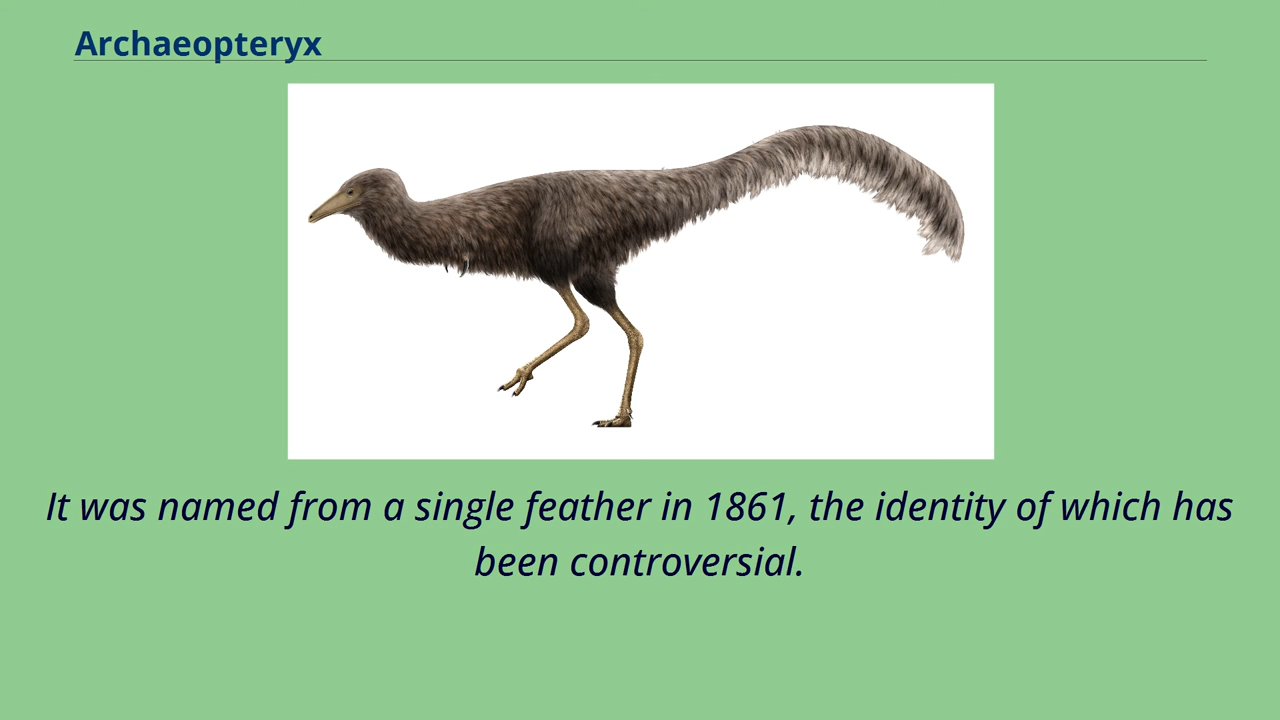 Archaeopteryx
It was named from a single feather in 1861, the identity of which has
been controversial.